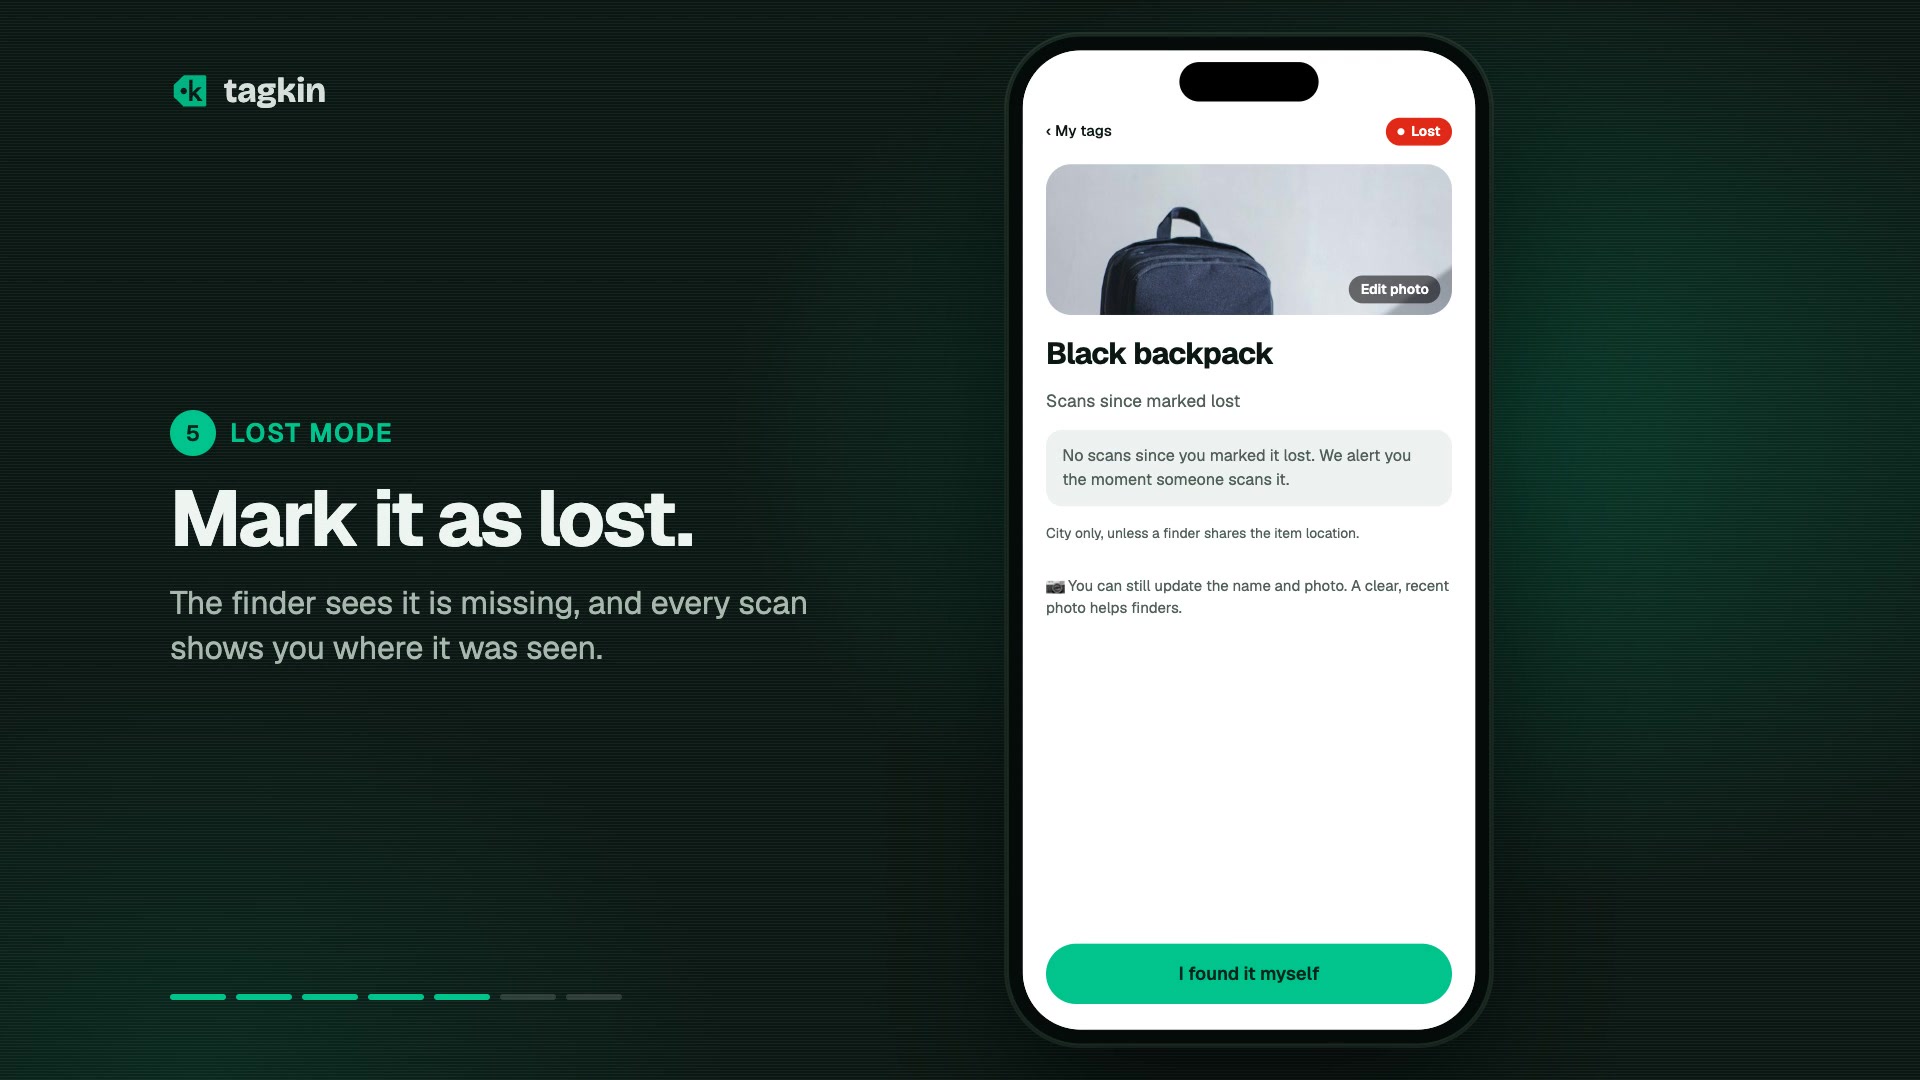 tagkin
5 LOST MODE
Mark it as lost.
The finder sees it is missing, and every scan
shows you where it was seen.
‹ My tags
Lost
Edit photo
Black backpack
Scans since marked lost
No scans since you marked it lost. We alert you
the moment someone scans it.
City only, unless a finder shares the item location.
📷 You can still update the name and photo. A clear, recent
photo helps finders.
I found it myself